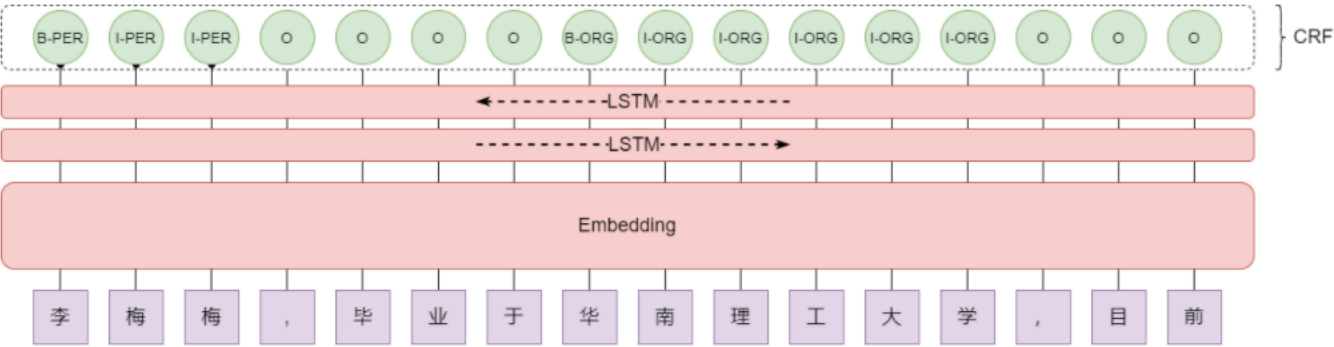 B-PER I-PER I-PER O O O O B-ORG I-ORG I-ORG I-ORG I-ORG I-ORG O O O CRF
LSTM
LSTM
Embedding
李 梅 梅 , 毕 业 于 华 南 理 工 大 学 , 目 前